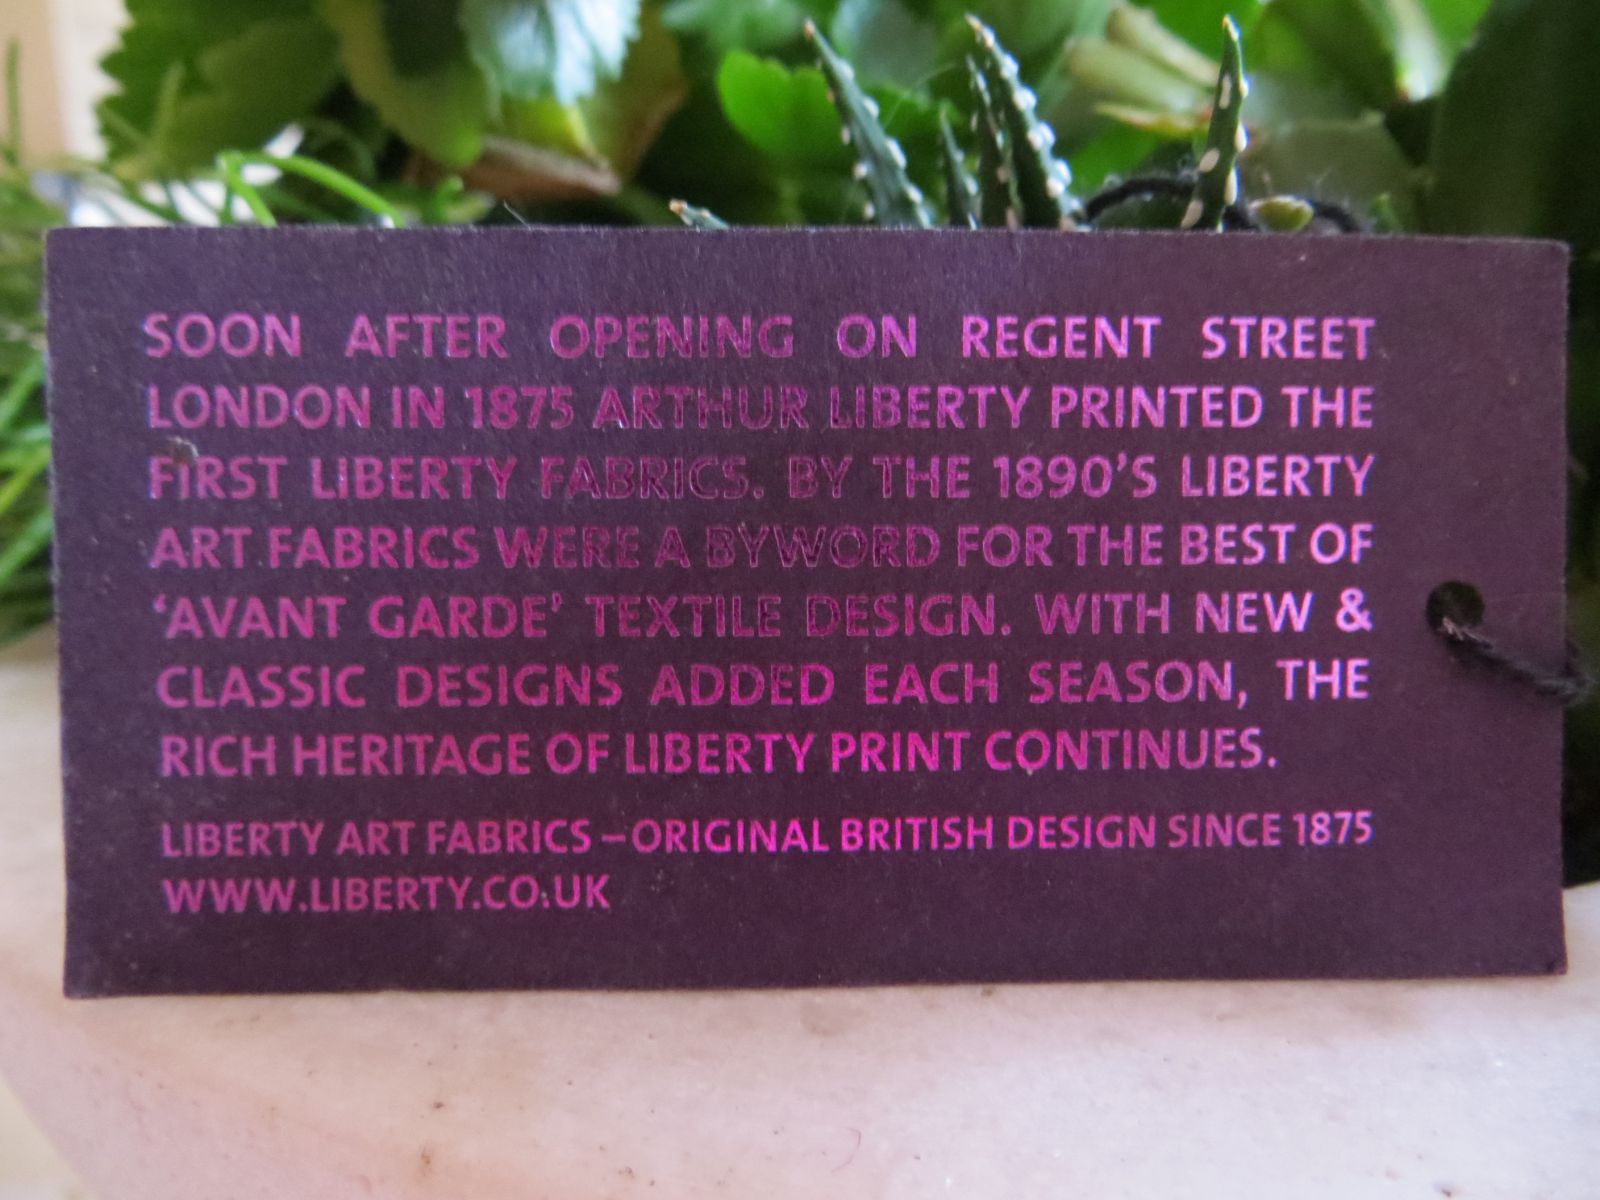 SOON AFTER OPENING ON REGENT STREET
LONDON IN 1875 ARTHUR LIBERTY PRINTED THE
FIRST LIBERTY FABRICS. BY THE 1890'S LIBERTY
ART FABRICS WERE A BYWORD FOR THE BEST OF
'AVANT GARDE' TEXTILE DESIGN. WITH NEW &
CLASSIC DESIGNS ADDED EACH SEASON, THE
RICH HERITAGE OF LIBERTY PRINT CONTINUES.
LIBERTY ART FABRICS – ORIGINAL BRITISH DESIGN SINCE 1875
WWW.LIBERTY.CO.UK